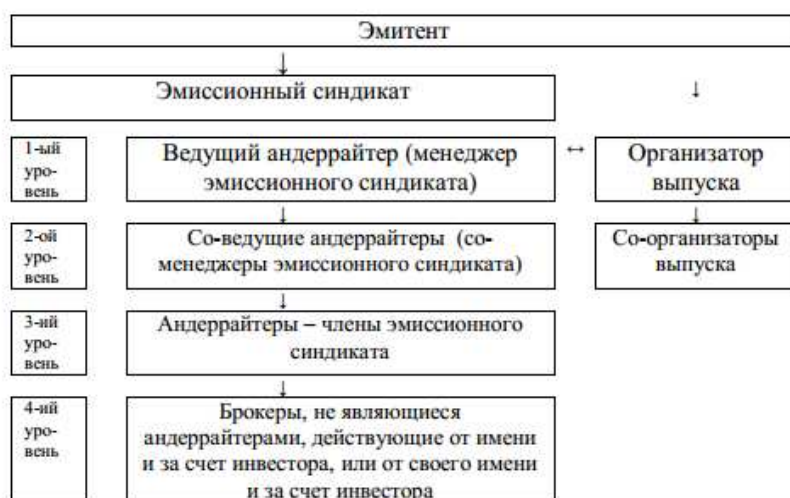 Эмитент
↓
Эмиссионный синдикат
↓
1-ый
уро-
вень
Ведущий андеррайтер (менеджер
эмиссионного синдиката)
↔
Организатор
выпуска
↓
↓
2-ой
уро-
вень
Со-ведущие андеррайтеры (со-
менеджеры эмиссионного синдиката)
Со-организаторы
выпуска
↓
3-ий
уро-
вень
Андеррайтеры – члены эмиссионного
синдиката
↓
4-ий
уро-
вень
Брокеры, не являющиеся
андеррайтерами, действующие от имени
и за счет инвестора, или от своего имени
и за счет инвестора